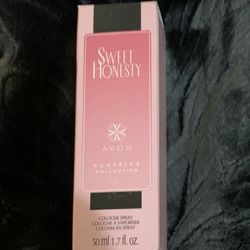 SWEET
HONESTY
AVON
CLASSICS
COLLECTION
COLOGNE SPRAY
COLOGNE À VAPORISER
COLONIA EN SPRAY
50 ml 1.7 fl. oz.